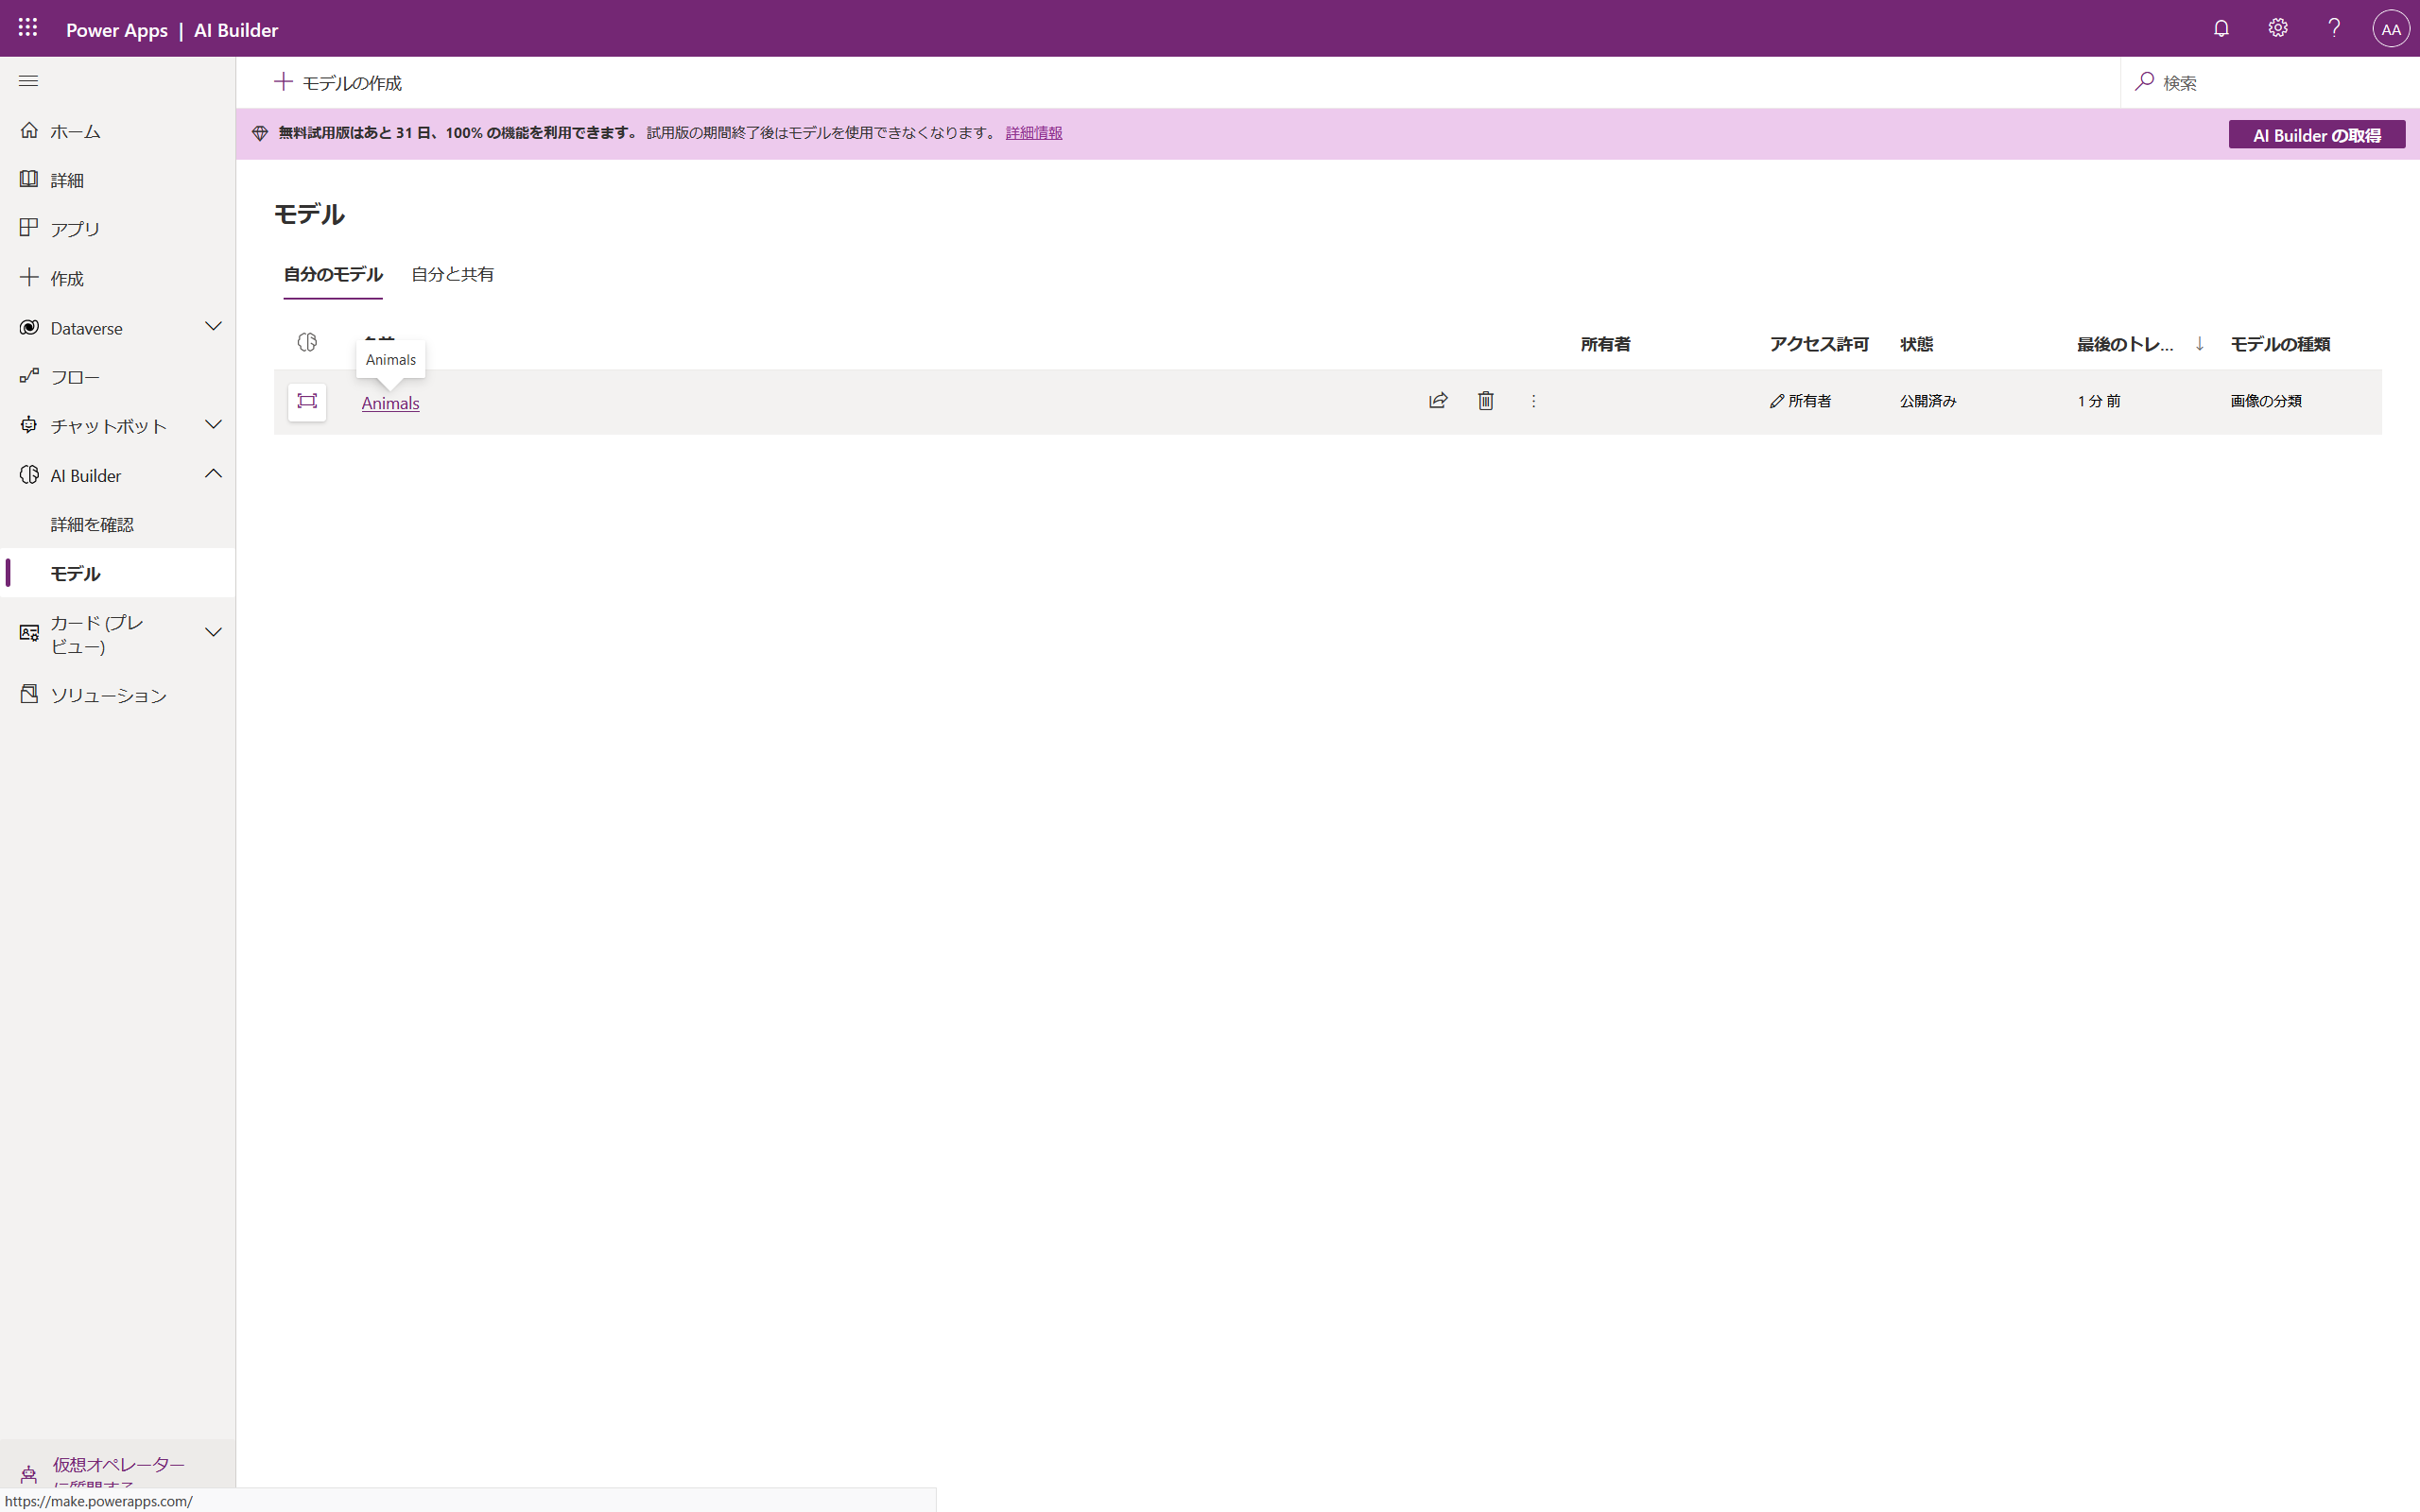 Power Apps | AI Builder
AA
モデルの作成
検索
無料試用版はあと 31 日、100% の機能を利用できます。 試用版の期間終了後はモデルを使用できなくなります。 詳細情報
AI Builder の取得
ホーム
詳細
アプリ
作成
Dataverse
フロー
チャットボット
AI Builder
詳細を確認
モデル
カード (プレ
ビュー)
ソリューション
モデル
自分のモデル 自分と共有
所有者 アクセス許可 状態 最後のトレ... ↓ モデルの種類
Animals
Animals 所有者 公開済み 1 分 前 画像の分類
仮想オペレーター
https://make.powerapps.com/